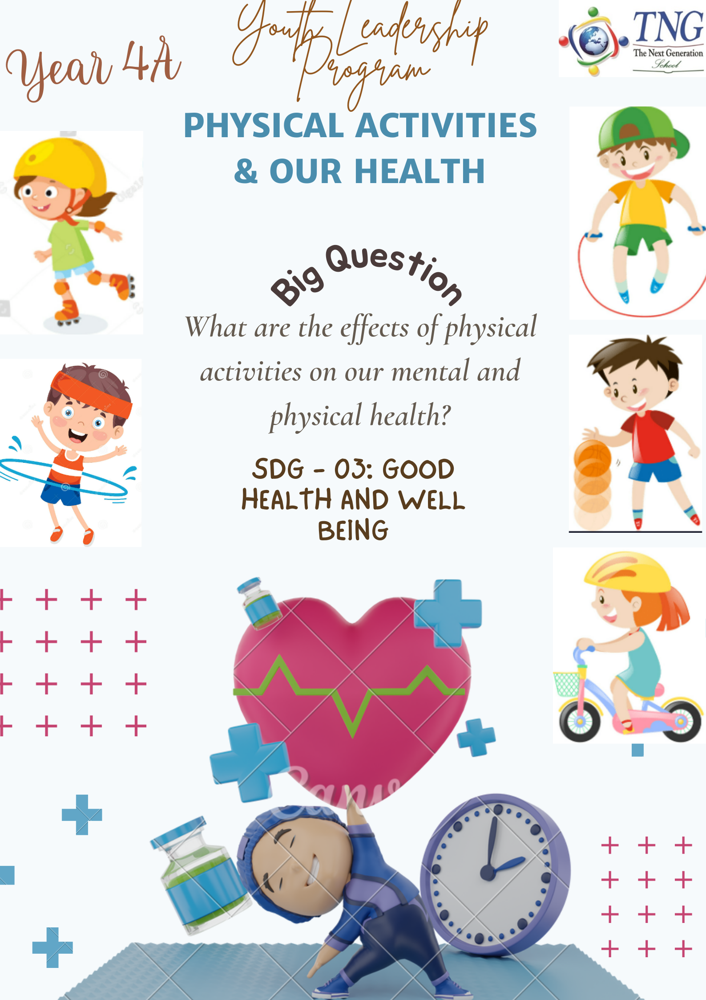 Year 4A
Youth Leadership
Program
TNG
The Next Generation
School
PHYSICAL ACTIVITIES
& OUR HEALTH
Big Question
What are the effects of physical
activities on our mental and
physical health?
SDG - 03: GOOD
HEALTH AND WELL
BEING
Canva